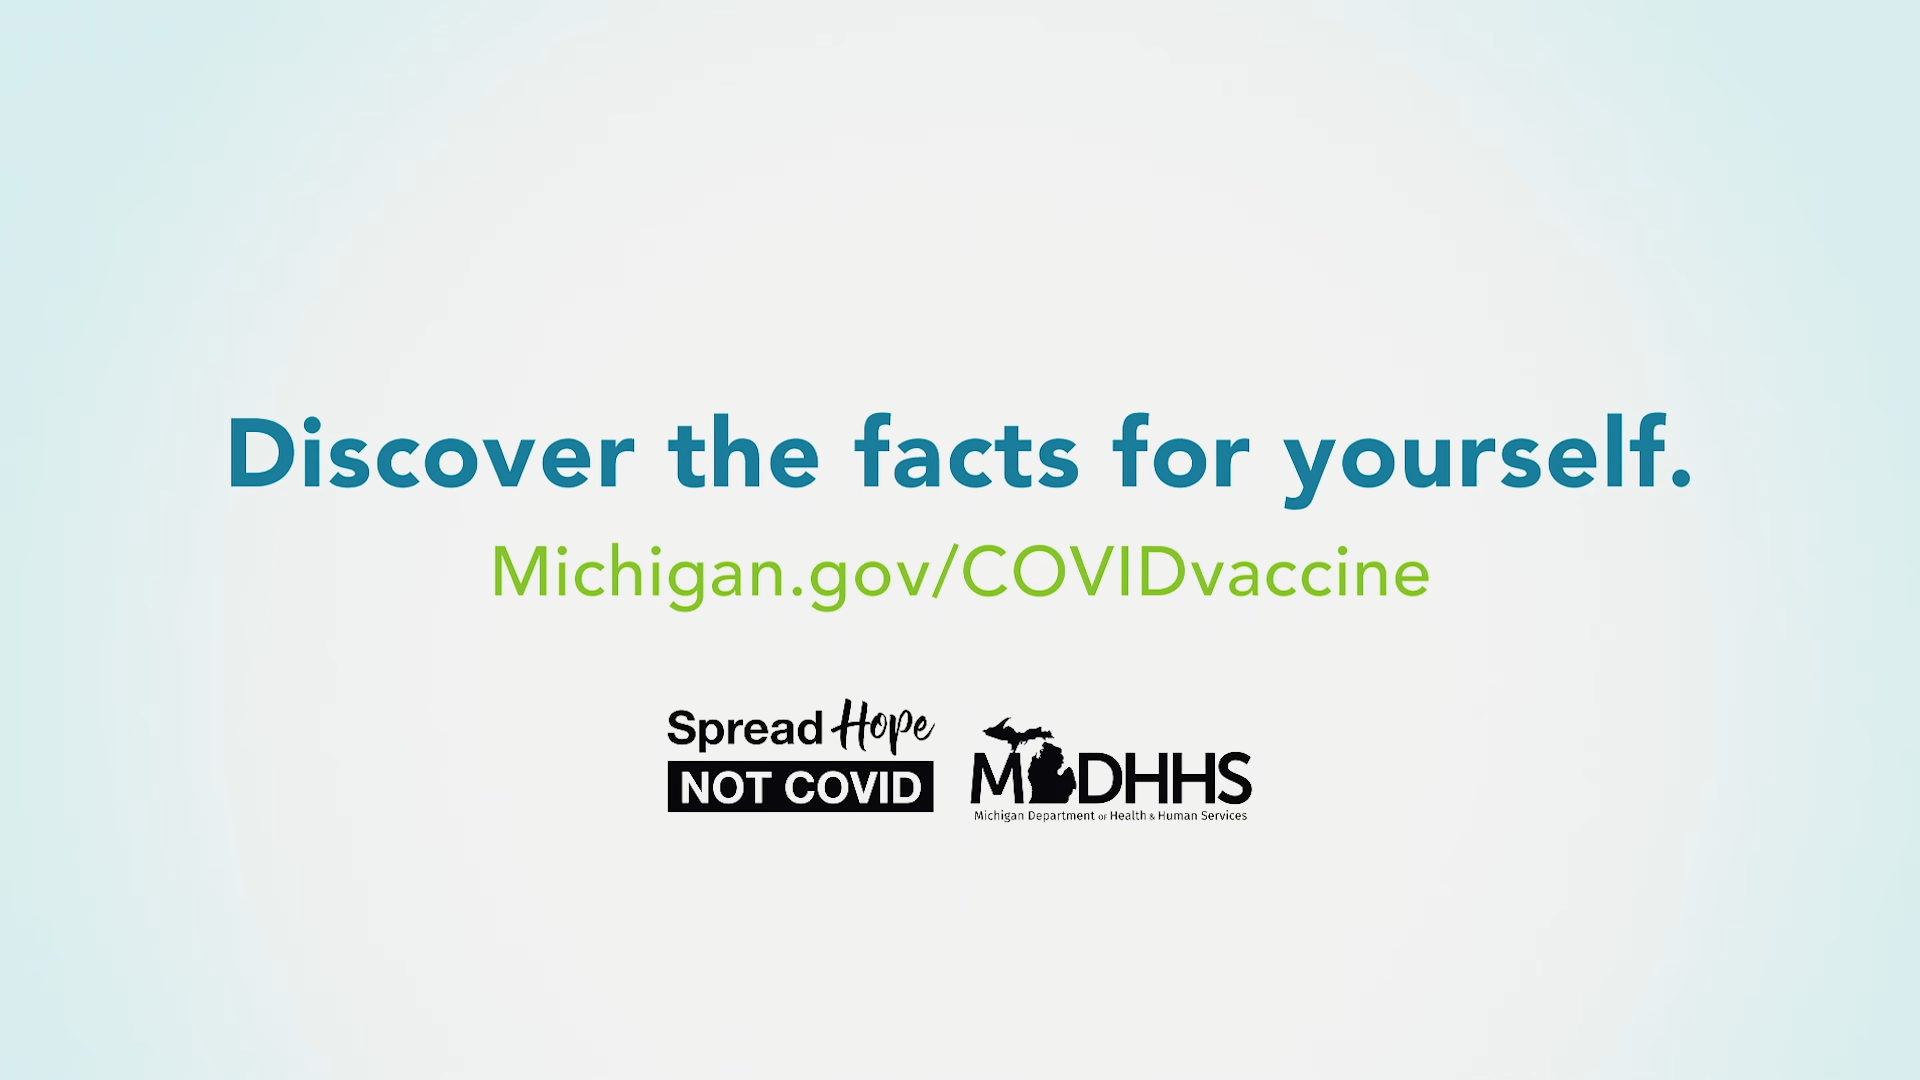 Discover the facts for yourself.
Michigan.gov/COVIDvaccine
Spread Hope
NOT COVID
MDHHS
Michigan Department of Health & Human Services